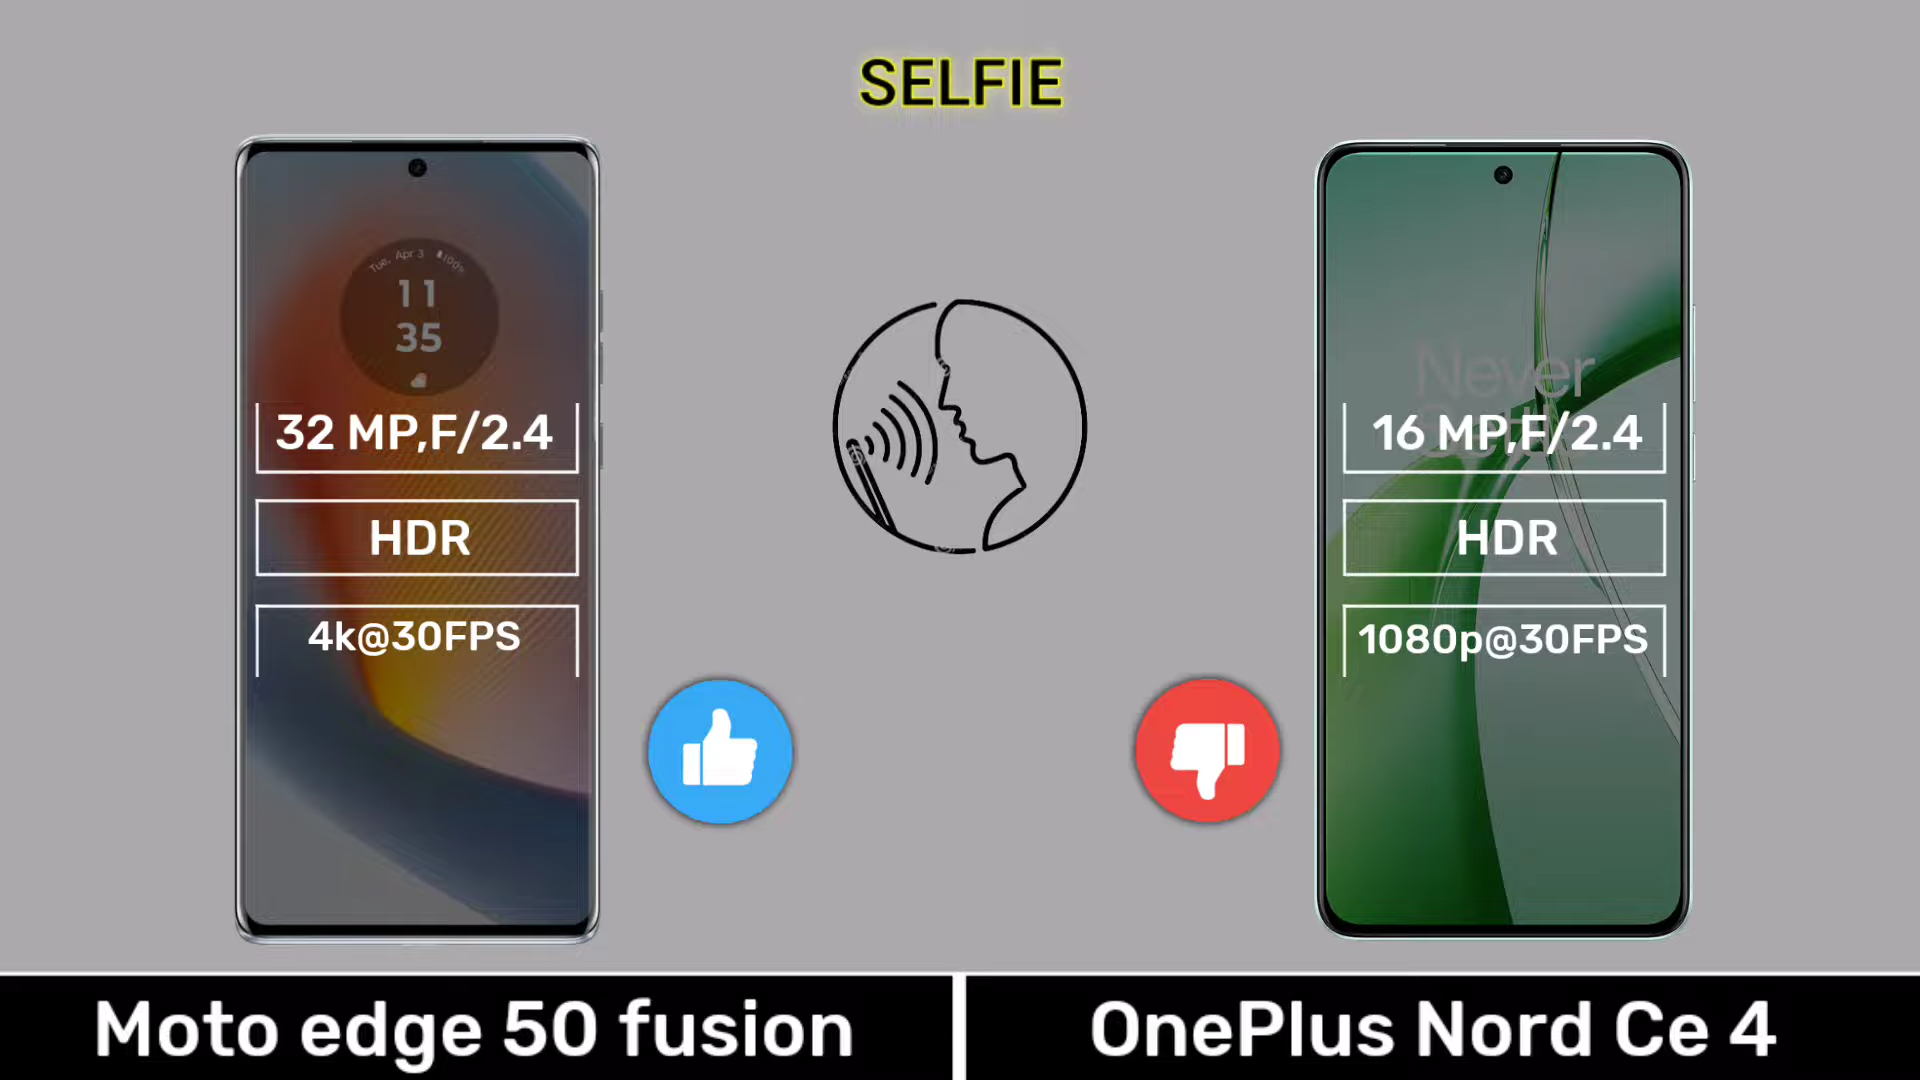 SELFIE
Tue, Apr 3 100%
11
35
32 MP,F/2.4
HDR
4k@30FPS
Never
16 MP,F/2.4
HDR
1080p@30FPS
Moto edge 50 fusion
OnePlus Nord Ce 4